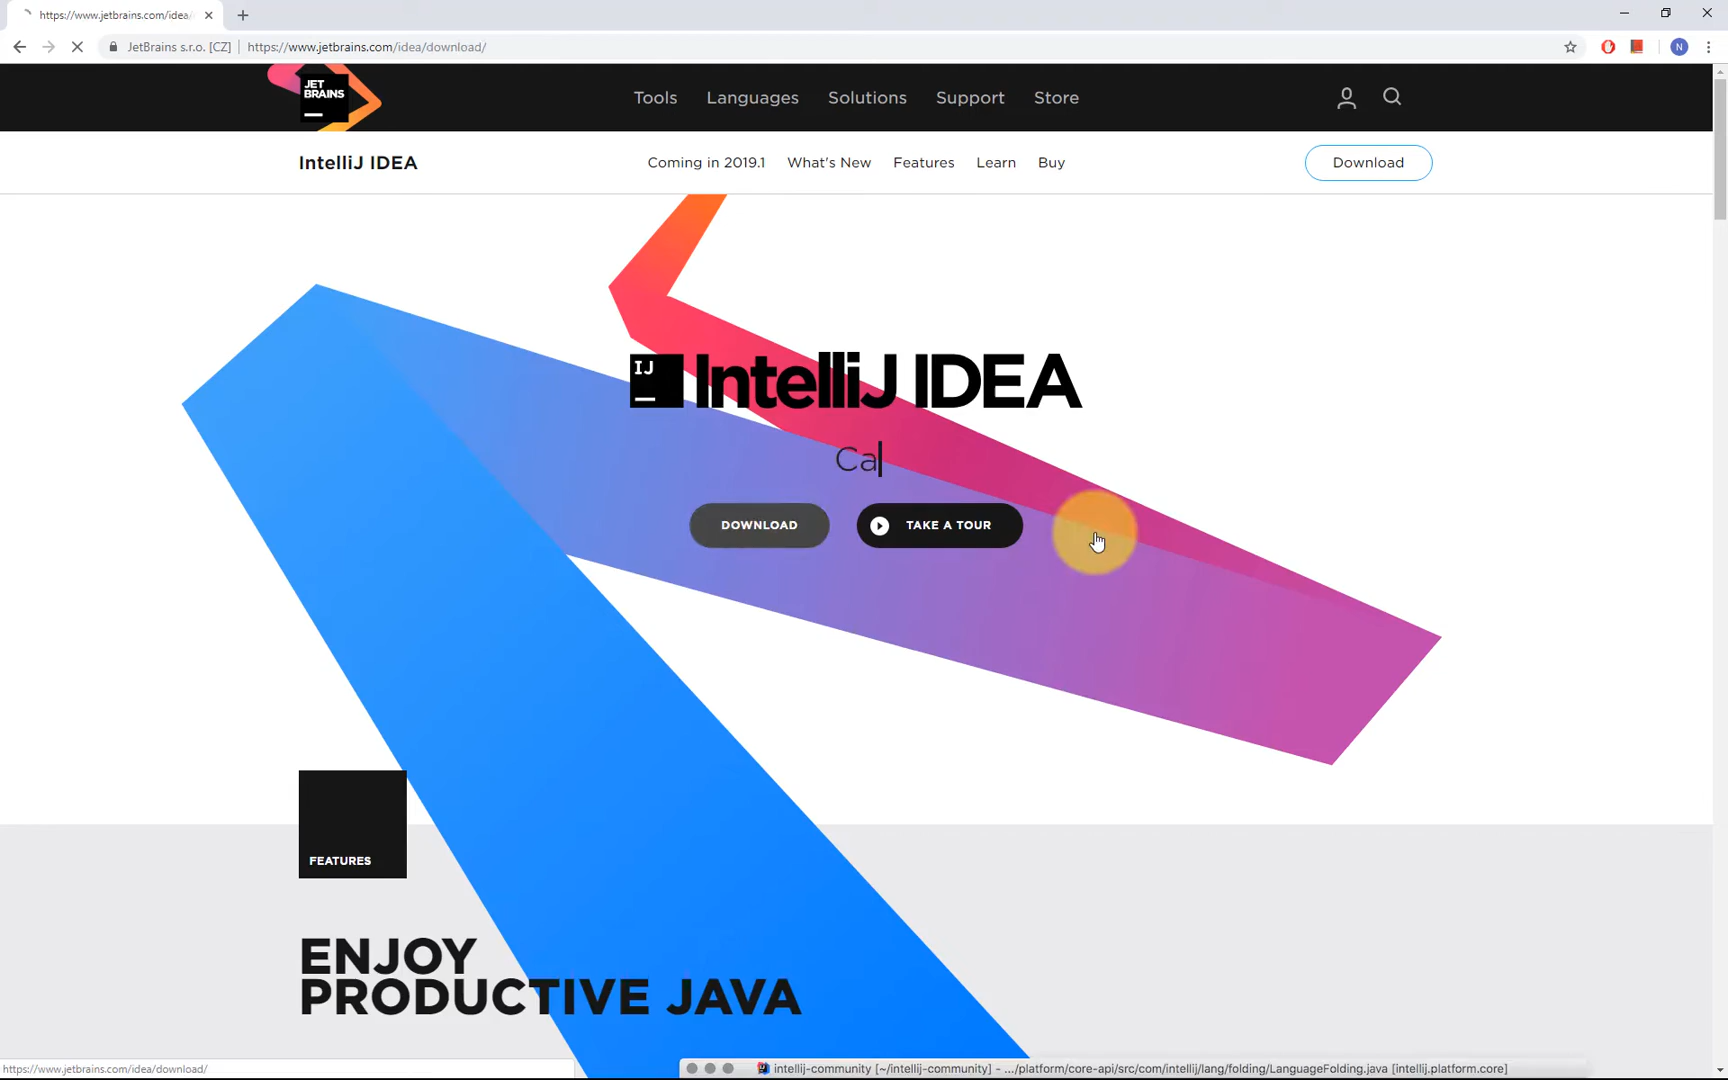 https://www.jetbrains.com/idea/
JetBrains s.r.o. [CZ] https://www.jetbrains.com/idea/download/
N
JET
BRAINS
Tools Languages Solutions Support Store
IntelliJ IDEA Coming in 2019.1 What's New Features Learn Buy Download
IJ IntelliJ IDEA
Ca
DOWNLOAD TAKE A TOUR
FEATURES
ENJOY
PRODUCTIVE JAVA
https://www.jetbrains.com/idea/download/
intellij-community [~/intellij-community] - .../platform/core-api/src/com/intellij/lang/folding/LanguageFolding.java [intellij.platform.core]